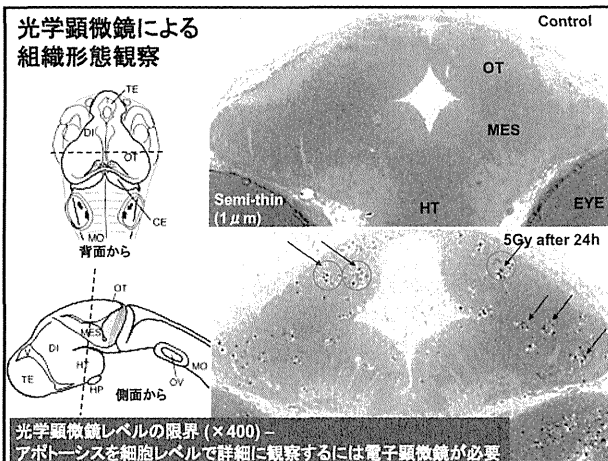 光学顕微鏡による
組織形態観察
Control
OT
MES
HT
EYE
Semi-thin
(1μm)
TE
DI
OT
CE
MO
背面から
5Gy after 24h
OT
MES
DI
TE
HT
HP
OV
MO
側面から
光学顕微鏡レベルの限界(×400) –
アポトーシスを細胞レベルで詳細に観察するには電子顕微鏡が必要